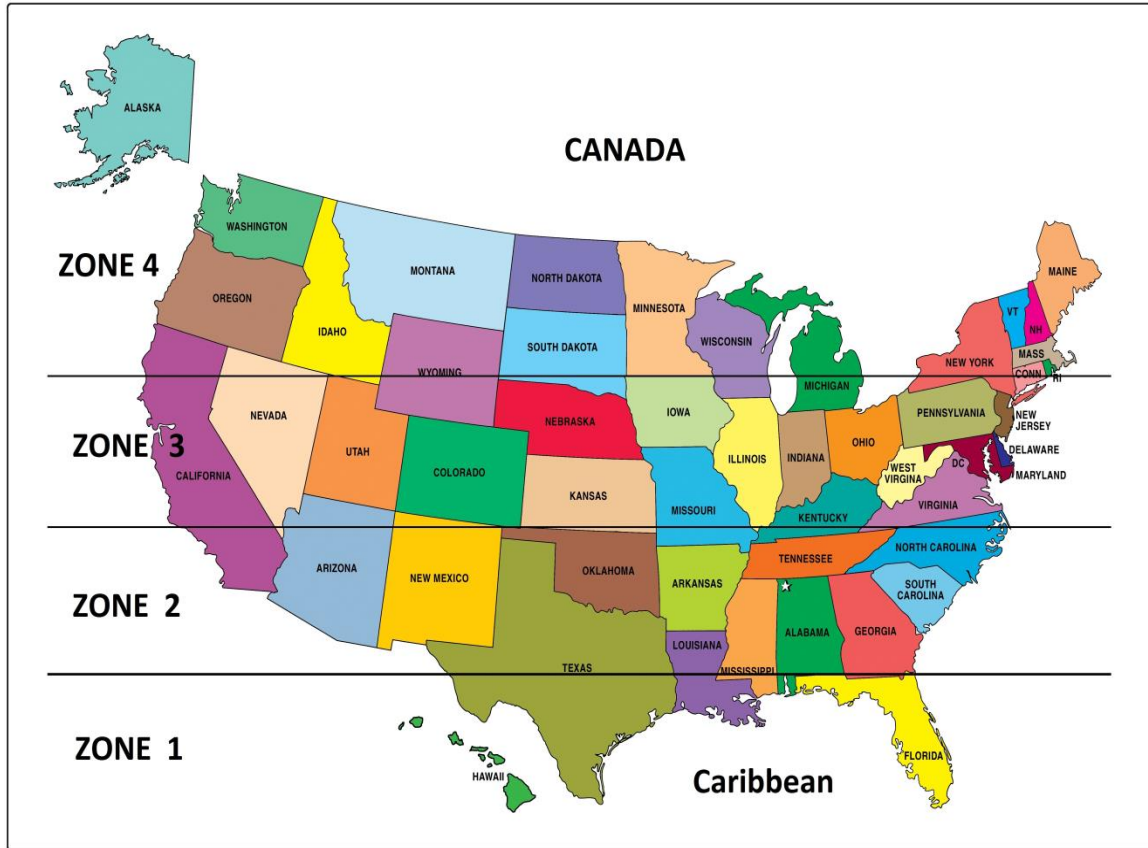 ALASKA
CANADA
WASHINGTON
MONTANA
NORTH DAKOTA
MINNESOTA
MAINE
ZONE 4
OREGON
IDAHO
VT
NH
WISCONSIN
SOUTH DAKOTA
MASS
NEW YORK
WYOMING
CONN
RI
MICHIGAN
ZONE 3
NEVADA
NEBRASKA
IOWA
PENNSYLVANIA
NEW
JERSEY
UTAH
COLORADO
ILLINOIS
INDIANA
OHIO
DELAWARE
CALIFORNIA
WEST
VIRGINA
DC
MARYLAND
KANSAS
MISSOURI
KENTUCKY
VIRGINIA
ARIZONA
NEW MEXICO
OKLAHOMA
TENNESSEE
NORTH CAROLINA
ARKANSAS
SOUTH
CAROLINA
ZONE 2
ALABAMA
GEORGIA
LOUISIANA
TEXAS
MISSISSIPPI
ZONE 1
HAWAII
Caribbean
FLORIDA